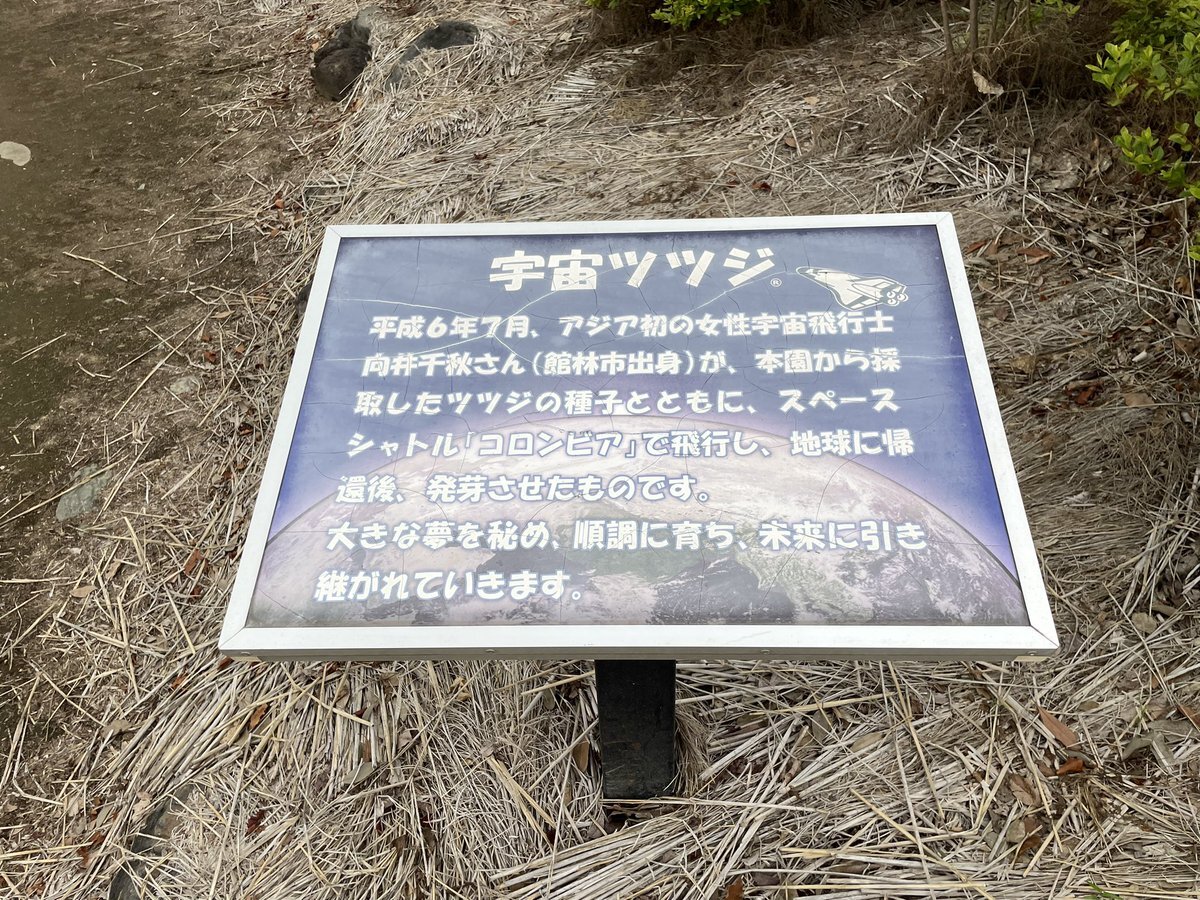 宇宙ツツジ®
平成6年7月、アジア初の女性宇宙飛行士
向井千秋さん(館林市出身)が、本園から採
取したツツジの種子とともに、スペース
シャトル「コロンビア」で飛行し、地球に帰
還後、発芽させたものです。
大きな夢を秘め、順調に育ち、未来に引き
継がれていきます。